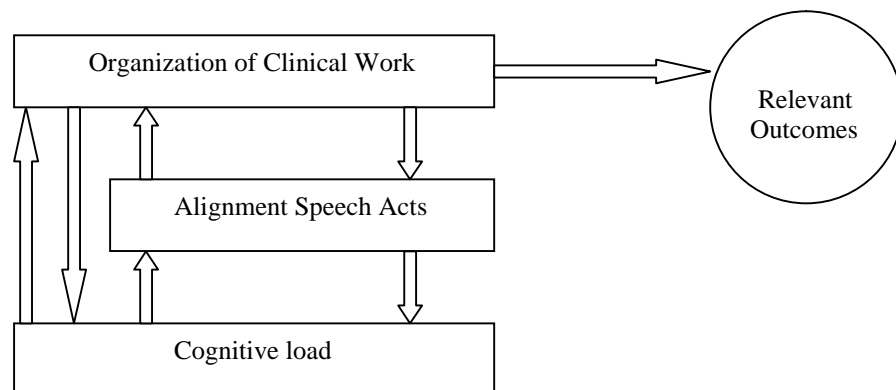 Organization of Clinical Work
Relevant
Outcomes
Alignment Speech Acts
Cognitive load